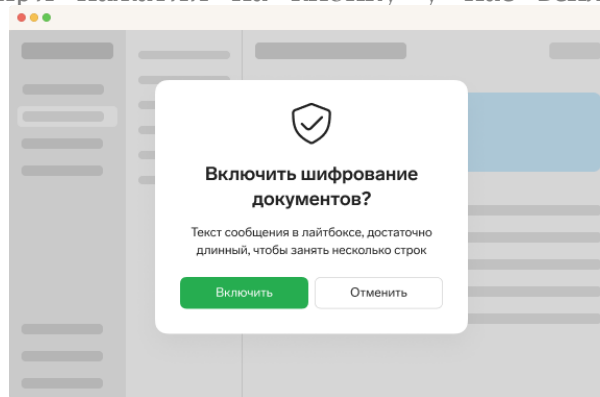 Включить шифрование
документов?
Текст сообщения в лайтбоксе, достаточно
длинный, чтобы занять несколько строк
Включить
Отменить